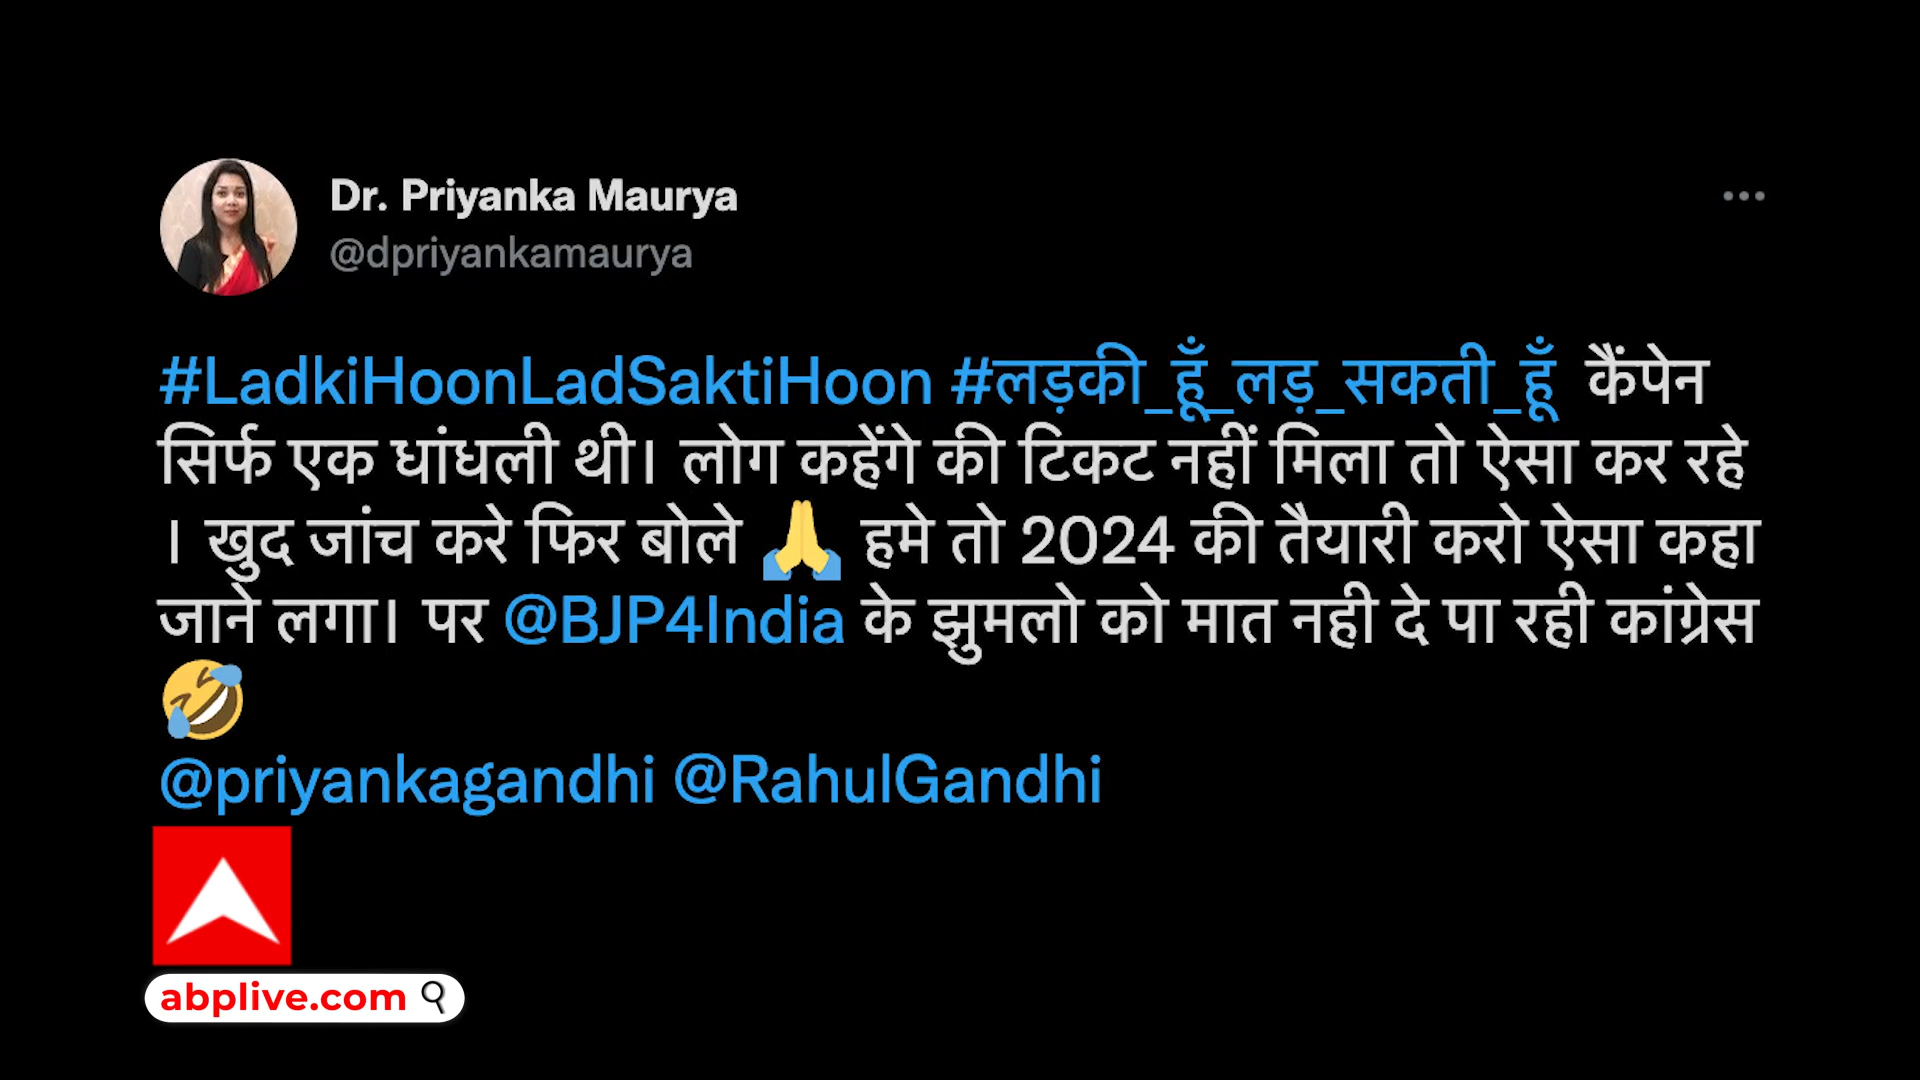 Dr. Priyanka Maurya
@dpriyankamaurya
#LadkiHoonLadSaktiHoon #लड़की_हूँ_लड़_सकती_हूँ कैंपेन
सिर्फ एक धांधली थी। लोग कहेंगे की टिकट नहीं मिला तो ऐसा कर रहे
। खुद जांच करे फिर बोले 🙏 हमे तो 2024 की तैयारी करो ऐसा कहा
जाने लगा। पर @BJP4India के झुमलो को मात नही दे पा रही कांग्रेस
🤣
@priyankagandhi @RahulGandhi
abplive.com